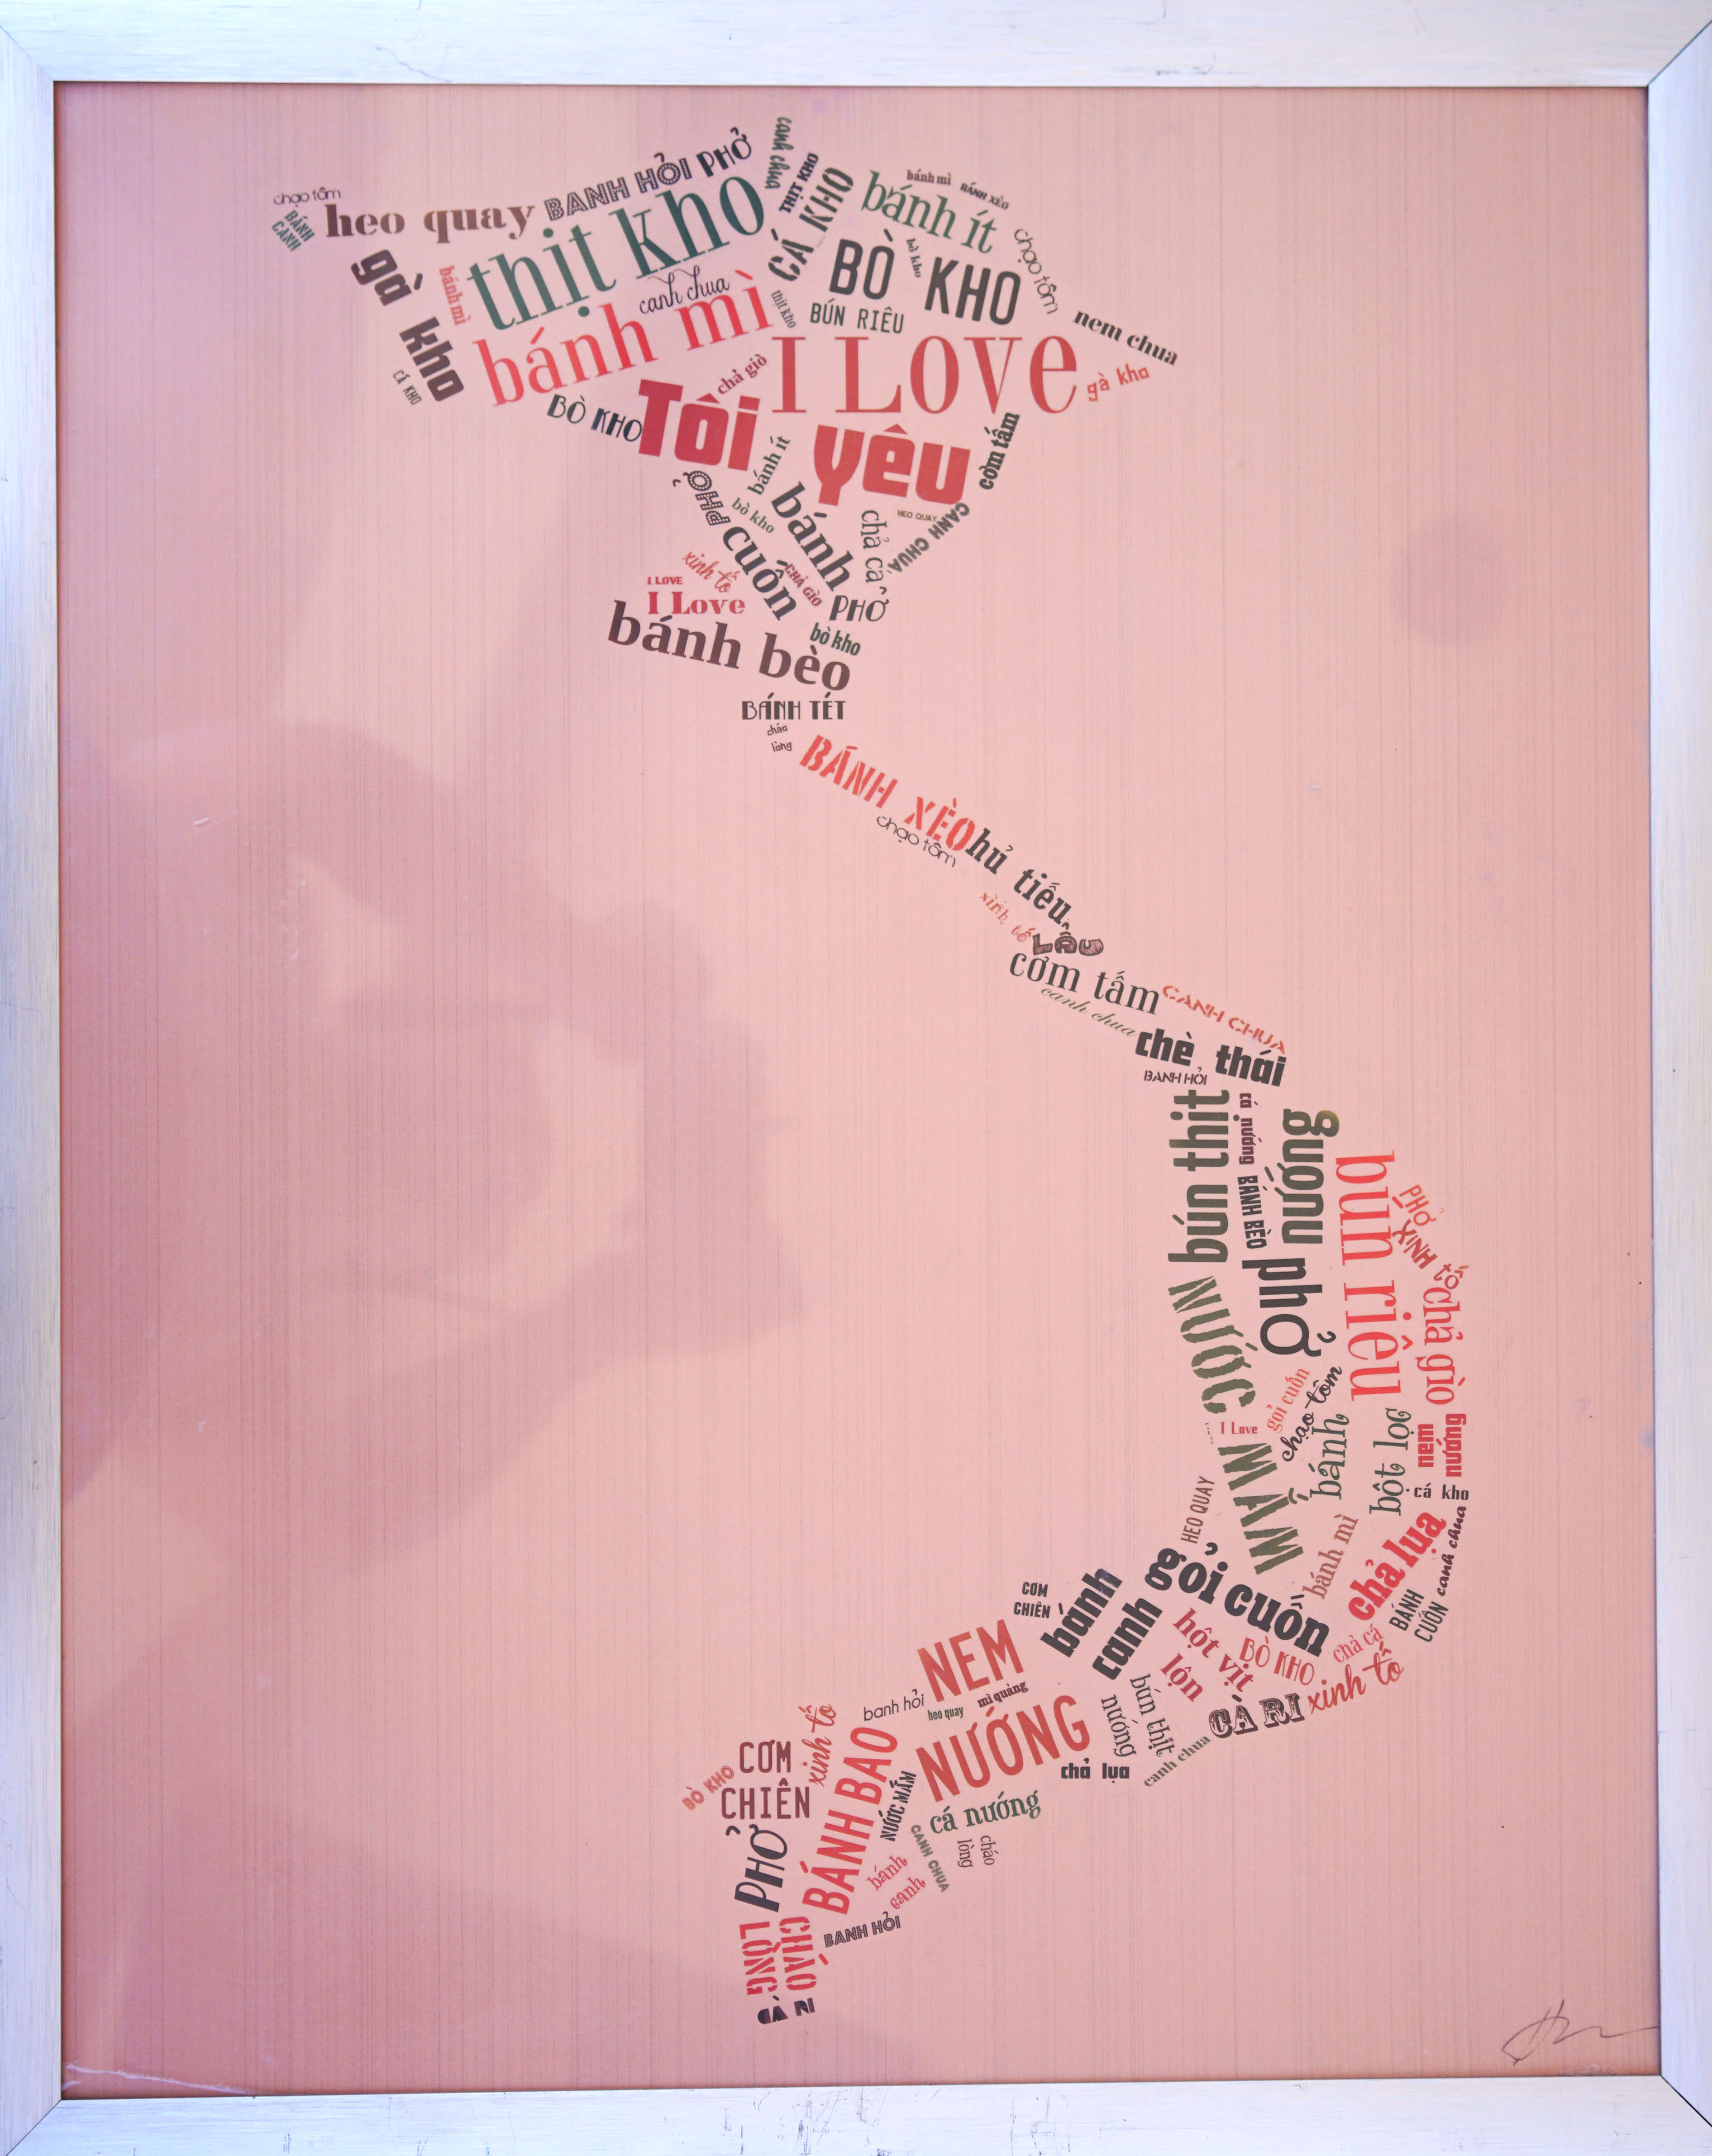 chạo tôm
BÁNH CANH
heo quay
BANH HỎI
PHỞ
canh chua
THỊT KHO
CÁ KHO
bánh ít
bánh mì
BÁNH XÈO
chạo tôm
gà kho
bánh mì
thịt kho
canh chua
bánh mì
thịt kho
BÒ KHO
bò kho
BÚN RIÊU
nem chua
gà kho
CÁ KHO
BÒ KHO
chả giò
I Love
Tôi yêu
cơm tấm
bánh ít
PHỞ
bò kho
bánh cuốn
chả cá
HEO QUAY
CANH CHUA
xinh tố
CHẢ GIÒ
PHỞ
I LOVE
I Love
bò kho
bánh bèo
BÁNH TÉT
cháo lòng
BÁNH XÈO
chạo tôm
hủ tiếu
xinh tố
LẨU
cơm tấm
canh chua
CANH CHUA
chè thái
BANH HỎI
bún thịt nướng
cá nướng
BÁNH BÈO
phở
bún riêu
PHỞ
XINH tố
chả giò
NƯỚC MẮM
I Love
gỏi cuốn
chạo tôm
bánh bột lọc
nem nướng
cá kho
HEO QUAY
bánh mì
chả lụa
canh chua
BÁNH CUỐN
gỏi cuốn
CƠM CHIÊN
bánh canh
hột vịt lộn
BÒ KHO
chả cá
xinh tố
CÀ RI
NEM NƯỚNG
banh hỏi
heo quay
mì quảng
bún thịt nướng
canh chua
chả lụa
xinh tố
CƠM CHIÊN
BÒ KHO
BÁNH BAO
NƯỚC MẮM
cá nướng
CANH CHUA
cháo lòng
PHỞ
bánh canh
BANH HỎI
CHÁO LÒNG
CÀ RI